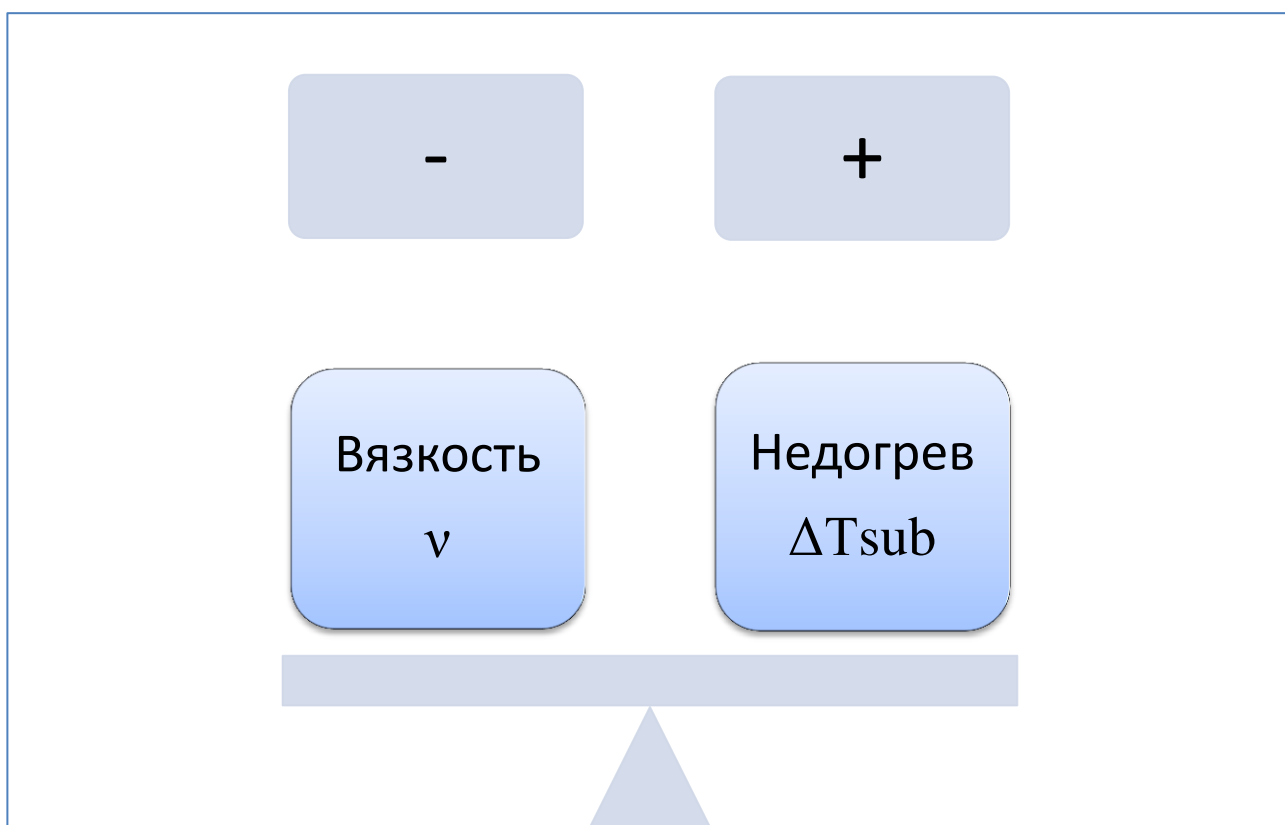 -
+
Вязкость
ν
Недогрев
ΔTsub